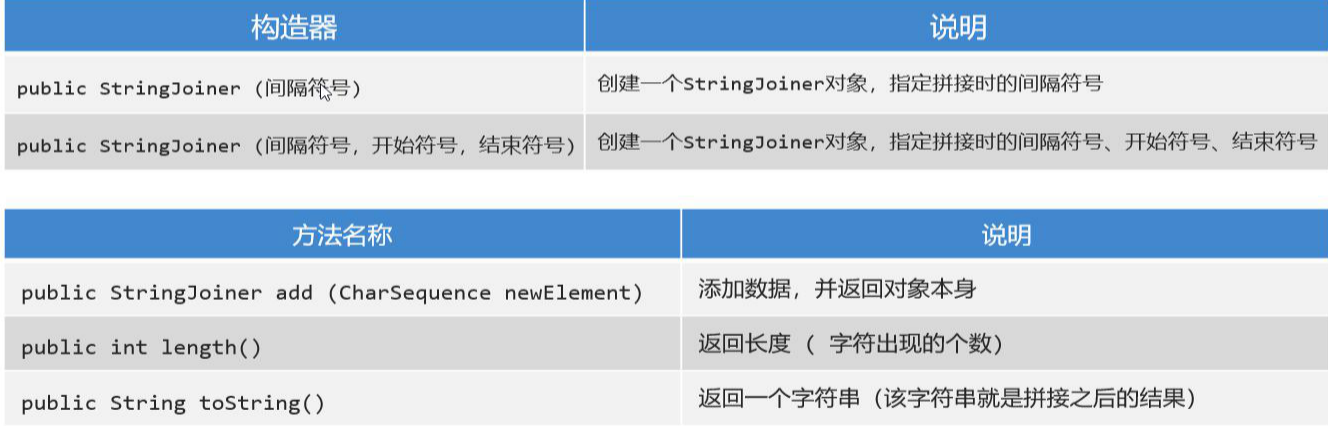 构造器 说明
public StringJoiner (间隔符号) 创建一个StringJoiner对象，指定拼接时的间隔符号
public StringJoiner (间隔符号，开始符号，结束符号) 创建一个StringJoiner对象，指定拼接时的间隔符号、开始符号、结束符号
方法名称 说明
public StringJoiner add (CharSequence newElement) 添加数据，并返回对象本身
public int length() 返回长度 ( 字符出现的个数)
public String toString() 返回一个字符串（该字符串就是拼接之后的结果）